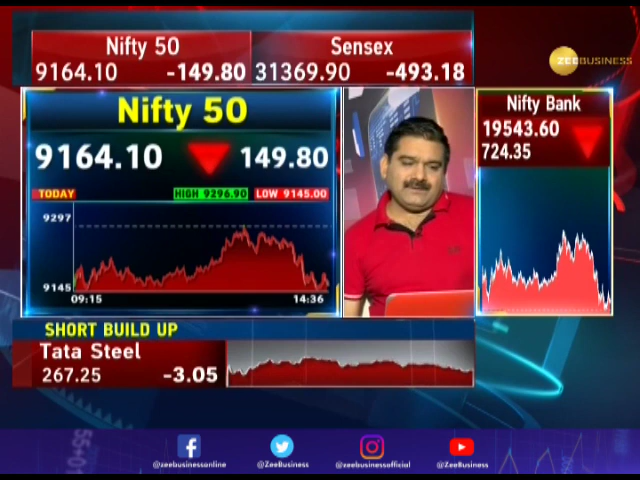 Nifty 50
9164.10 -149.80
Sensex
31369.90 -493.18
ZEEBUSINESS
Nifty 50
9164.10 149.80
TODAY HIGH 9296.90 LOW 9145.00
9297
9145
09:15 14:36
Nifty Bank
19543.60
724.35
SHORT BUILD UP
Tata Steel
267.25 -3.05
@zeebusinessonline @ZeeBusiness @zeebusinessofficial @ZeeBusiness